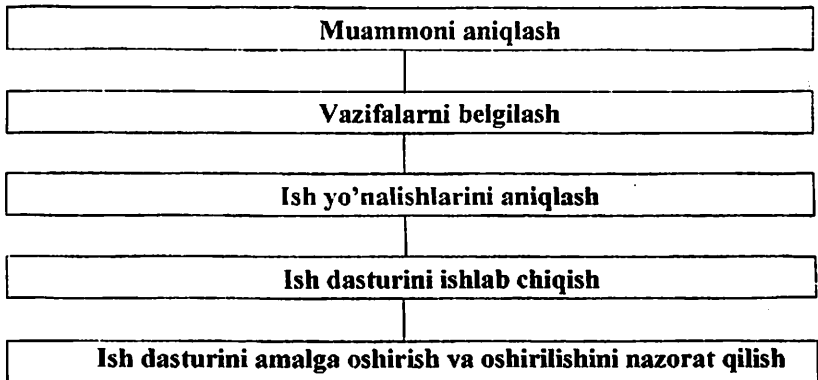 Muammoni aniqlash
Vazifalarni belgilash
Ish yo'nalishlarini aniqlash
Ish dasturini ishlab chiqish
Ish dasturini amalga oshirish va oshirilishini nazorat qilish